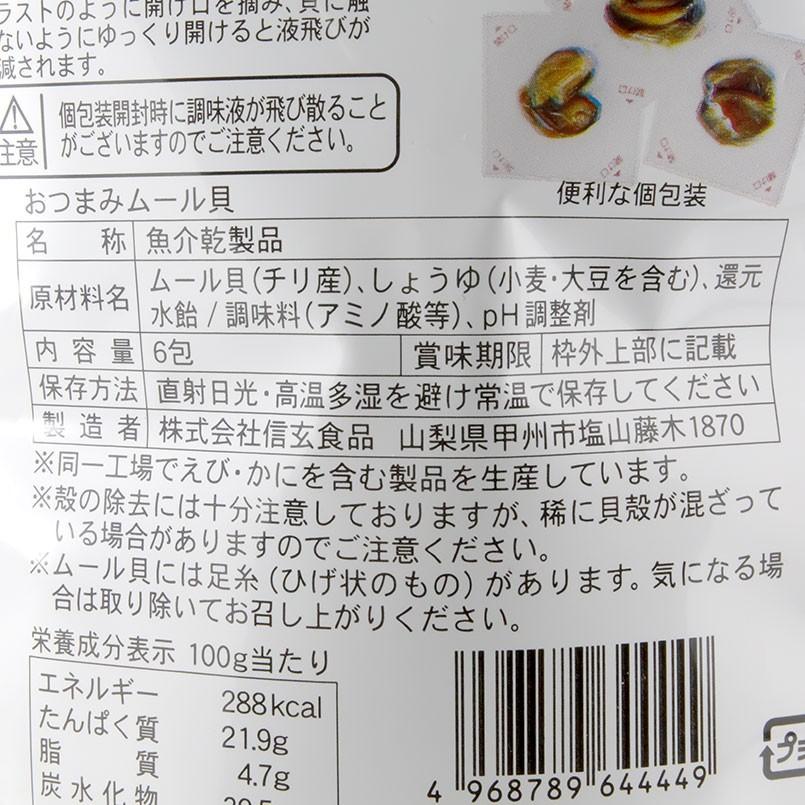 ラストのように開け口を摘み、貝に触
ないようにゆっくり開けると液飛びが
減されます。
注意
個包装開封時に調味液が飛び散ること
がございますのでご注意ください。
便利な個包装
おつまみムール貝
名 称 魚介乾製品
原材料名 ムール貝(チリ産)、しょうゆ(小麦・大豆を含む)、還元
水飴/調味料(アミノ酸等)、pH調整剤
内容量 6包 賞味期限 枠外上部に記載
保存方法 直射日光・高温多湿を避け常温で保存してください
製造者 株式会社信玄食品 山梨県甲州市塩山藤木1870
※同一工場でえび・かにを含む製品を生産しています。
※殻の除去には十分注意しておりますが、稀に貝殻が混ざって
いる場合がありますのでご注意ください。
※ムール貝には足糸(ひげ状のもの)があります。気になる場
合は取り除いてお召し上がりください。
栄養成分表示 100g当たり
エネルギー 288kcal
たんぱく質 21.9g
脂 質 4.7g
炭水化物
4 968789 644449
プラ